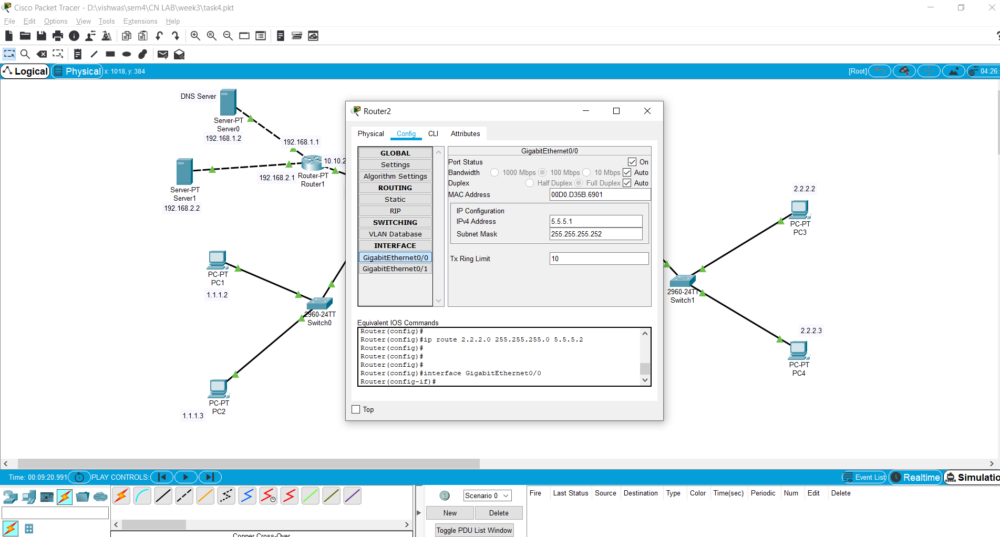 Cisco Packet Tracer - D:\vishwas\sem4\CN LAB\week3\task4.pkt
File Edit Options View Tools Extensions Help
Logical Physical x: 1018, y: 384 [Root] 04:26:
DNS Server
Server-PT
Server0
192.168.1.2
192.168.1.1
10.10.2
192.168.2.1
Router-PT
Router1
Server-PT
Server1
192.168.2.2
PC-PT
PC1
1.1.1.2
2960-24TT
Switch0
PC-PT
PC2
1.1.1.3
Router2
Physical Config CLI Attributes
GLOBAL
Settings
Algorithm Settings
ROUTING
Static
RIP
SWITCHING
VLAN Database
INTERFACE
GigabitEthernet0/0
GigabitEthernet0/1
GigabitEthernet0/0
Port Status On
Bandwidth 1000 Mbps 100 Mbps 10 Mbps Auto
Duplex Half Duplex Full Duplex Auto
MAC Address 00D0.D35B.6901
IP Configuration
IPv4 Address 5.5.5.1
Subnet Mask 255.255.255.252
Tx Ring Limit 10
Equivalent IOS Commands
Router(config)#
Router(config)#ip route 2.2.2.0 255.255.255.0 5.5.5.2
Router(config)#
Router(config)#
Router(config)#
Router(config)#interface GigabitEthernet0/0
Router(config-if)#
Top
2.2.2.2
PC-PT
PC3
2960-24TT
Switch1
2.2.2.3
PC-PT
PC4
Time: 00:09:20.991 PLAY CONTROLS: Event List Realtime Simulatio
Scenario 0
New Delete
Toggle PDU List Window
Fire Last Status Source Destination Type Color Time(sec) Periodic Num Edit Delete
Copper Cross-Over